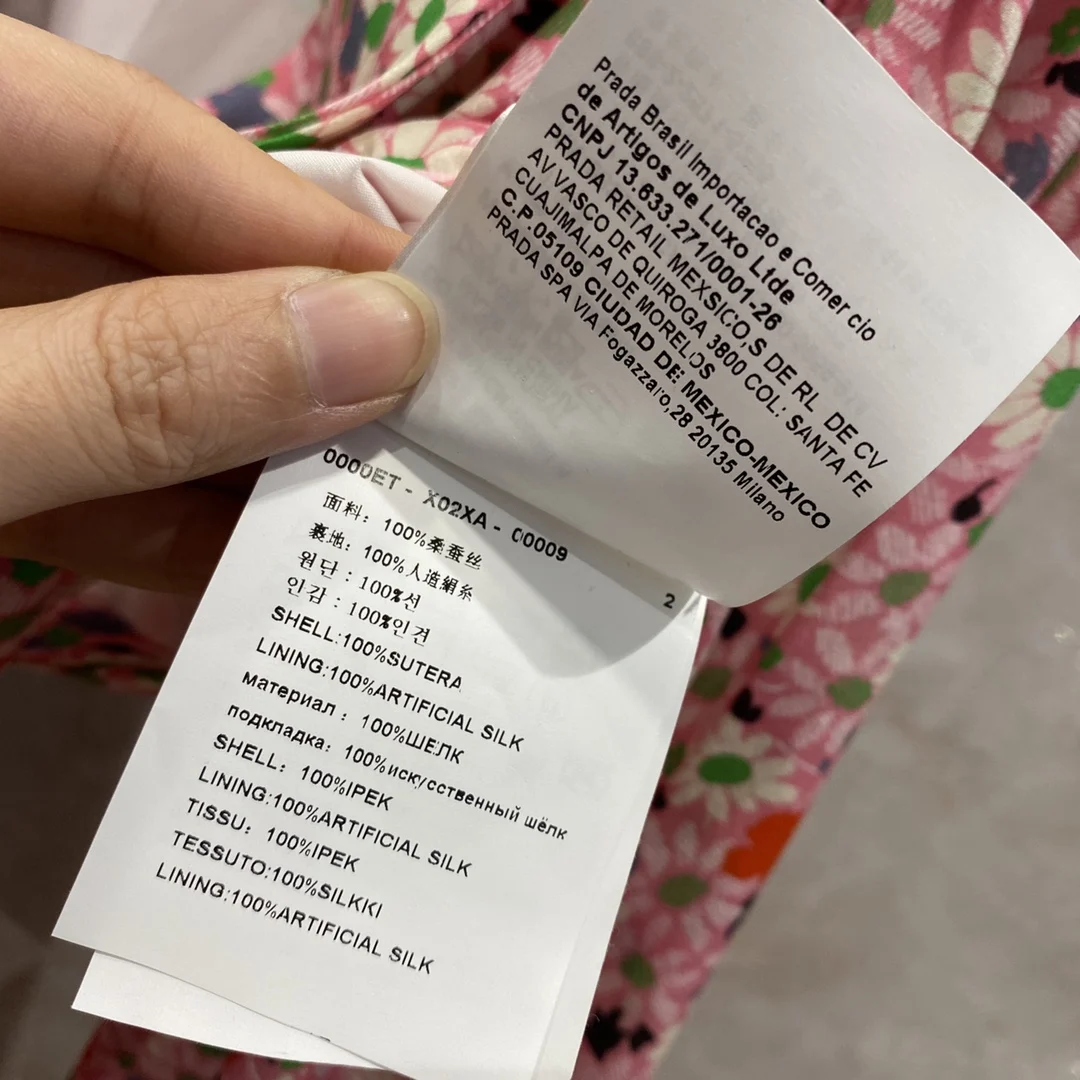 Prada Brasil Importacao e Comer cio
de Artigos de Luxo Ltde
CNPJ 13.633.271/0001-26
PRADA RETAIL MEXSICO,S DE RL DE CV
AV VASCO DE QUIROGA 3800 COL: SANTA FE
CUAJIMALPA DE MORELOS
C.P.05109 CIUDAD DE MEXICO-MEXICO
PRADA SPA VIA Fogazzaro,28 20135 Milano
2
0000ET - X02XA - 00009
面料: 100%桑蚕丝
裹地: 100%人造絹糸
원단 : 100%선
인감 : 100%인견
SHELL:100%SUTERA
LINING:100%ARTIFICIAL SILK
материал : 100%ШЕЛК
подкладка: 100%искусственный шёлк
SHELL: 100%IPEK
LINING:100%ARTIFICIAL SILK
TISSU: 100%IPEK
TESSUTO:100%SILKKI
LINING:100%ARTIFICIAL SILK